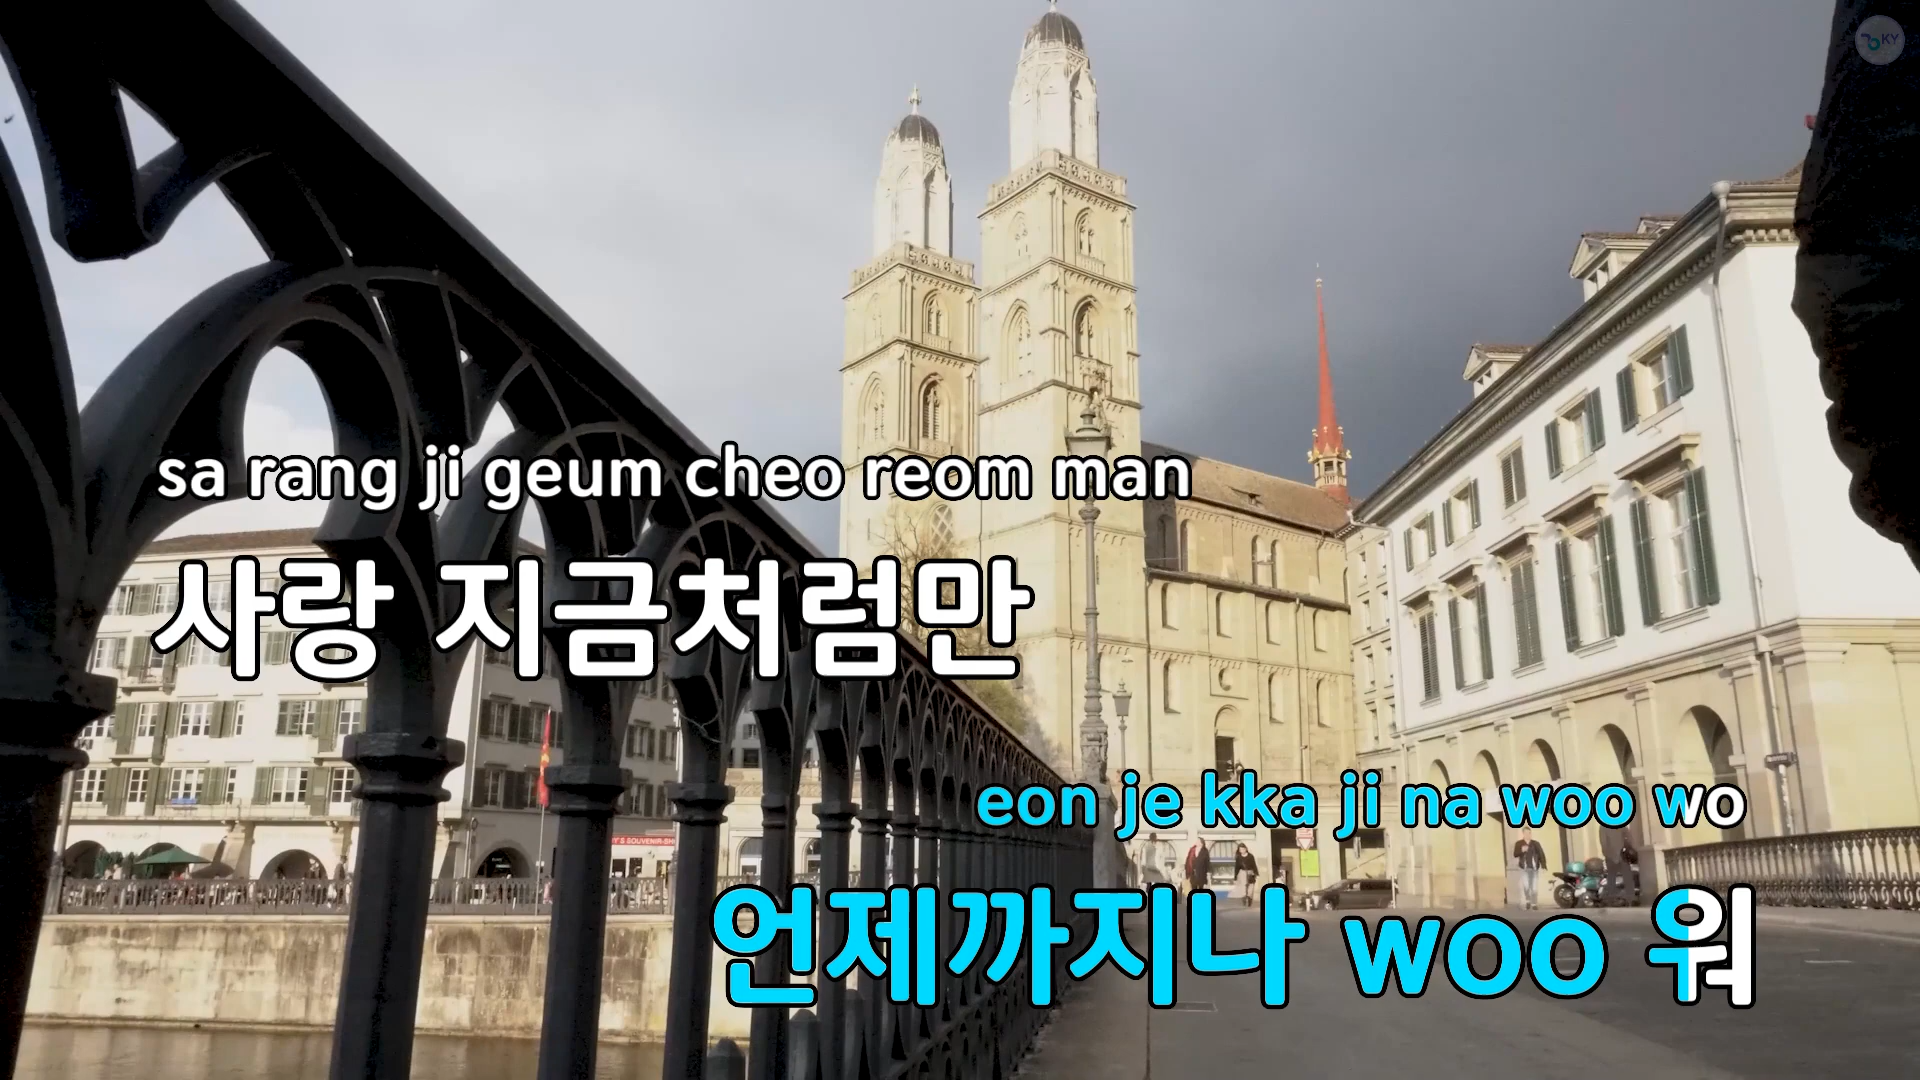 KY
sa rang ji geum cheo reom man
사랑 지금처럼만
eon je kka ji na woo wo
언제까지나 woo 워